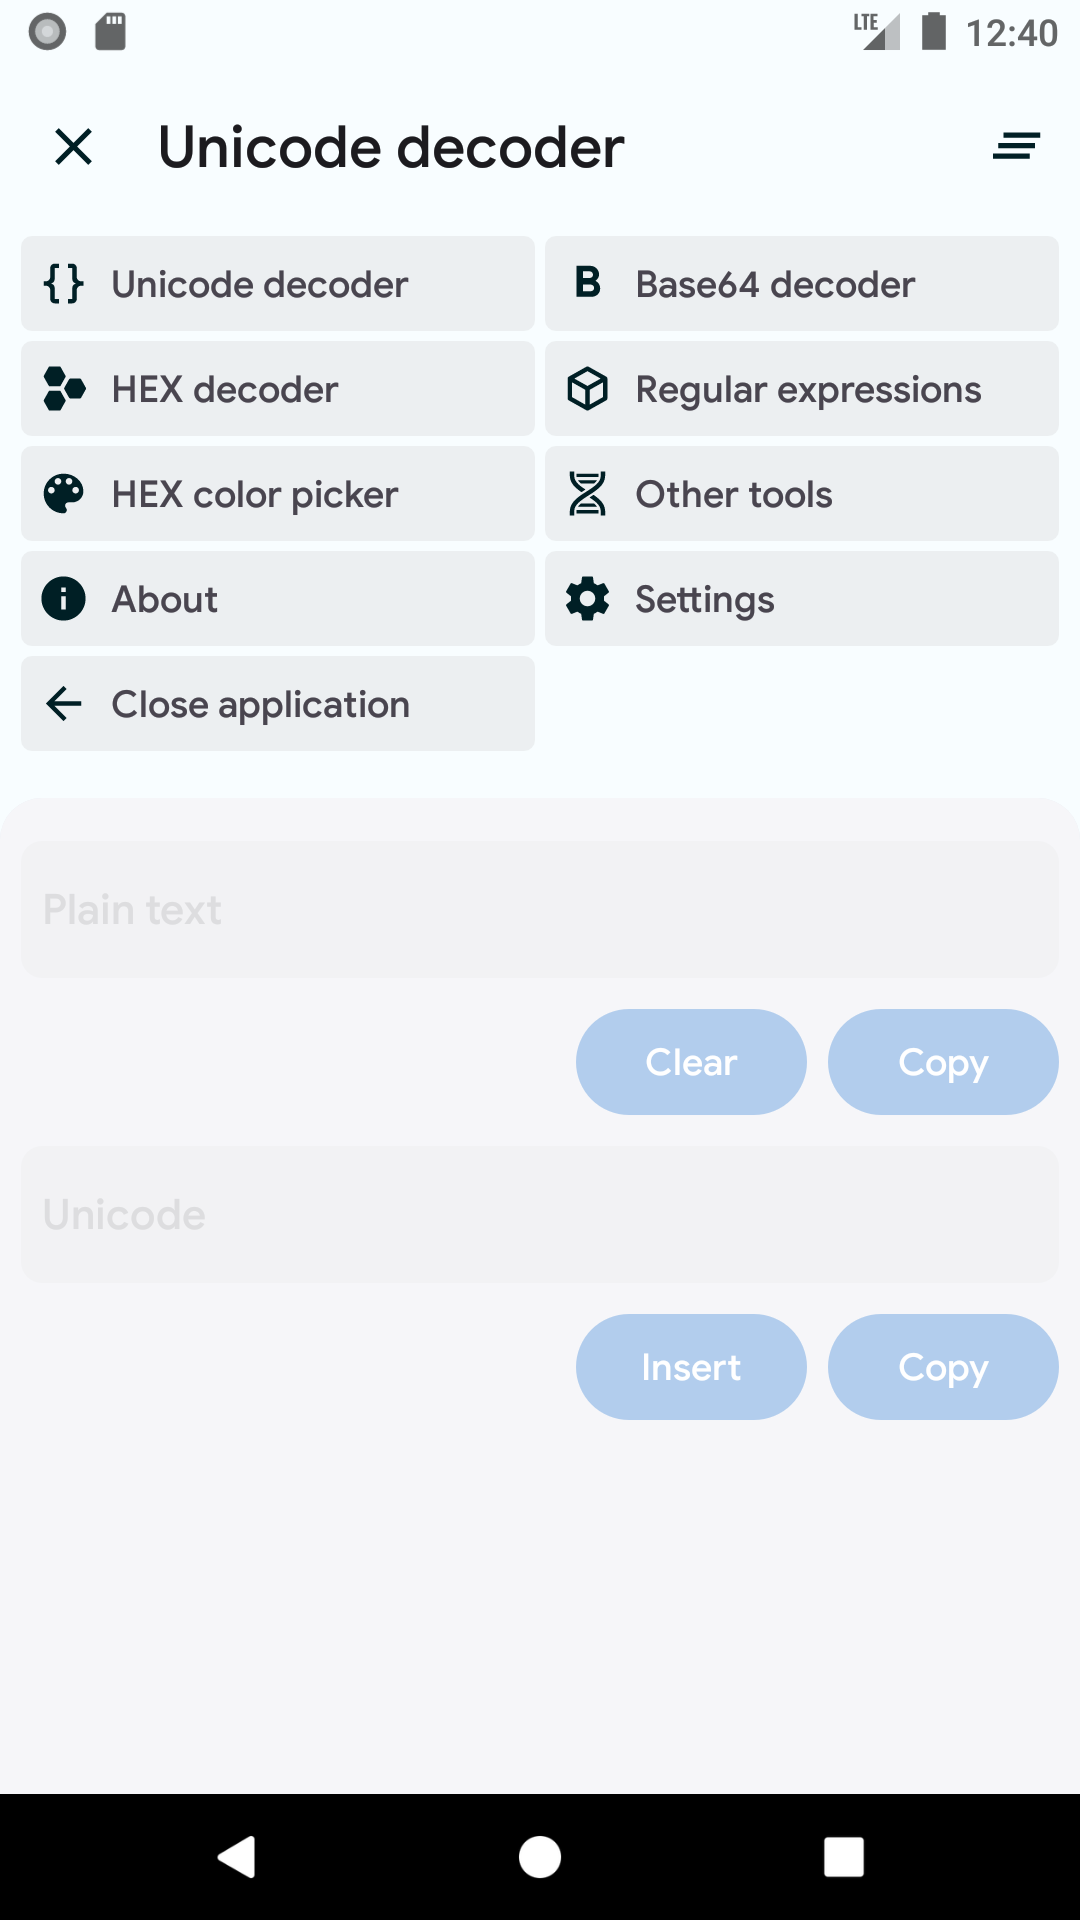 LTE 12:40
Unicode decoder
Unicode decoder
Base64 decoder
HEX decoder
Regular expressions
HEX color picker
Other tools
About
Settings
Close application
Plain text
Clear
Copy
Unicode
Insert
Copy